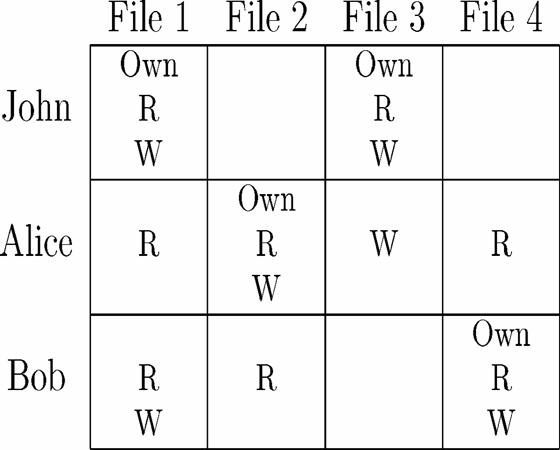 File 1 File 2 File 3 File 4
Own Own
John R R
W W
Own
Alice R R W R
W
Own
Bob R R R
W W